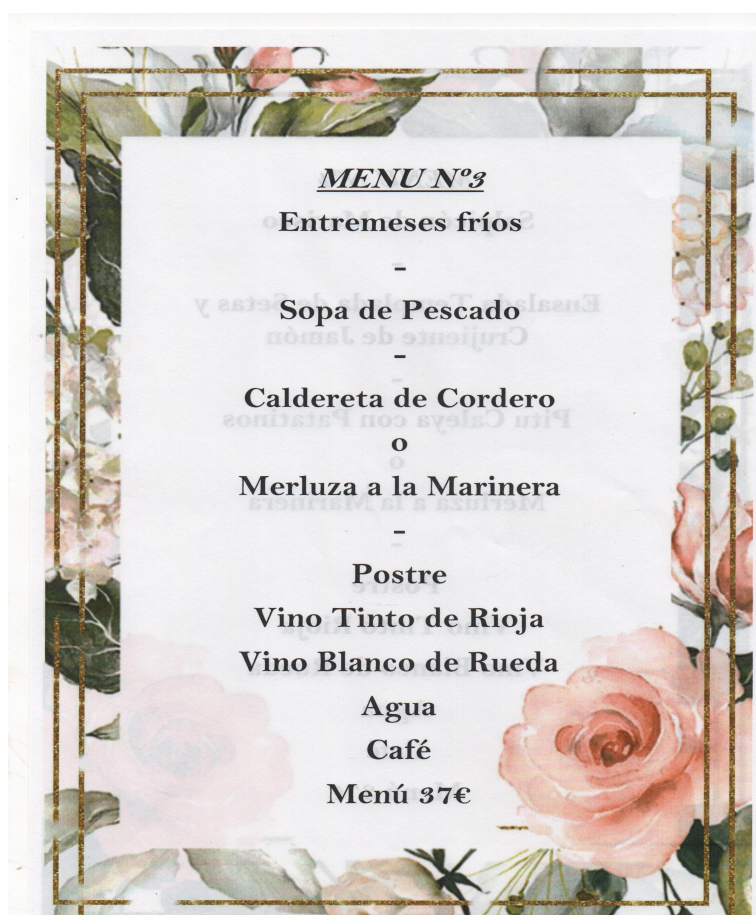 MENU Nº3
Entremeses fríos
-
Sopa de Pescado
-
Caldereta de Cordero
o
Merluza a la Marinera
-
Postre
Vino Tinto de Rioja
Vino Blanco de Rueda
Agua
Café
Menú 37€